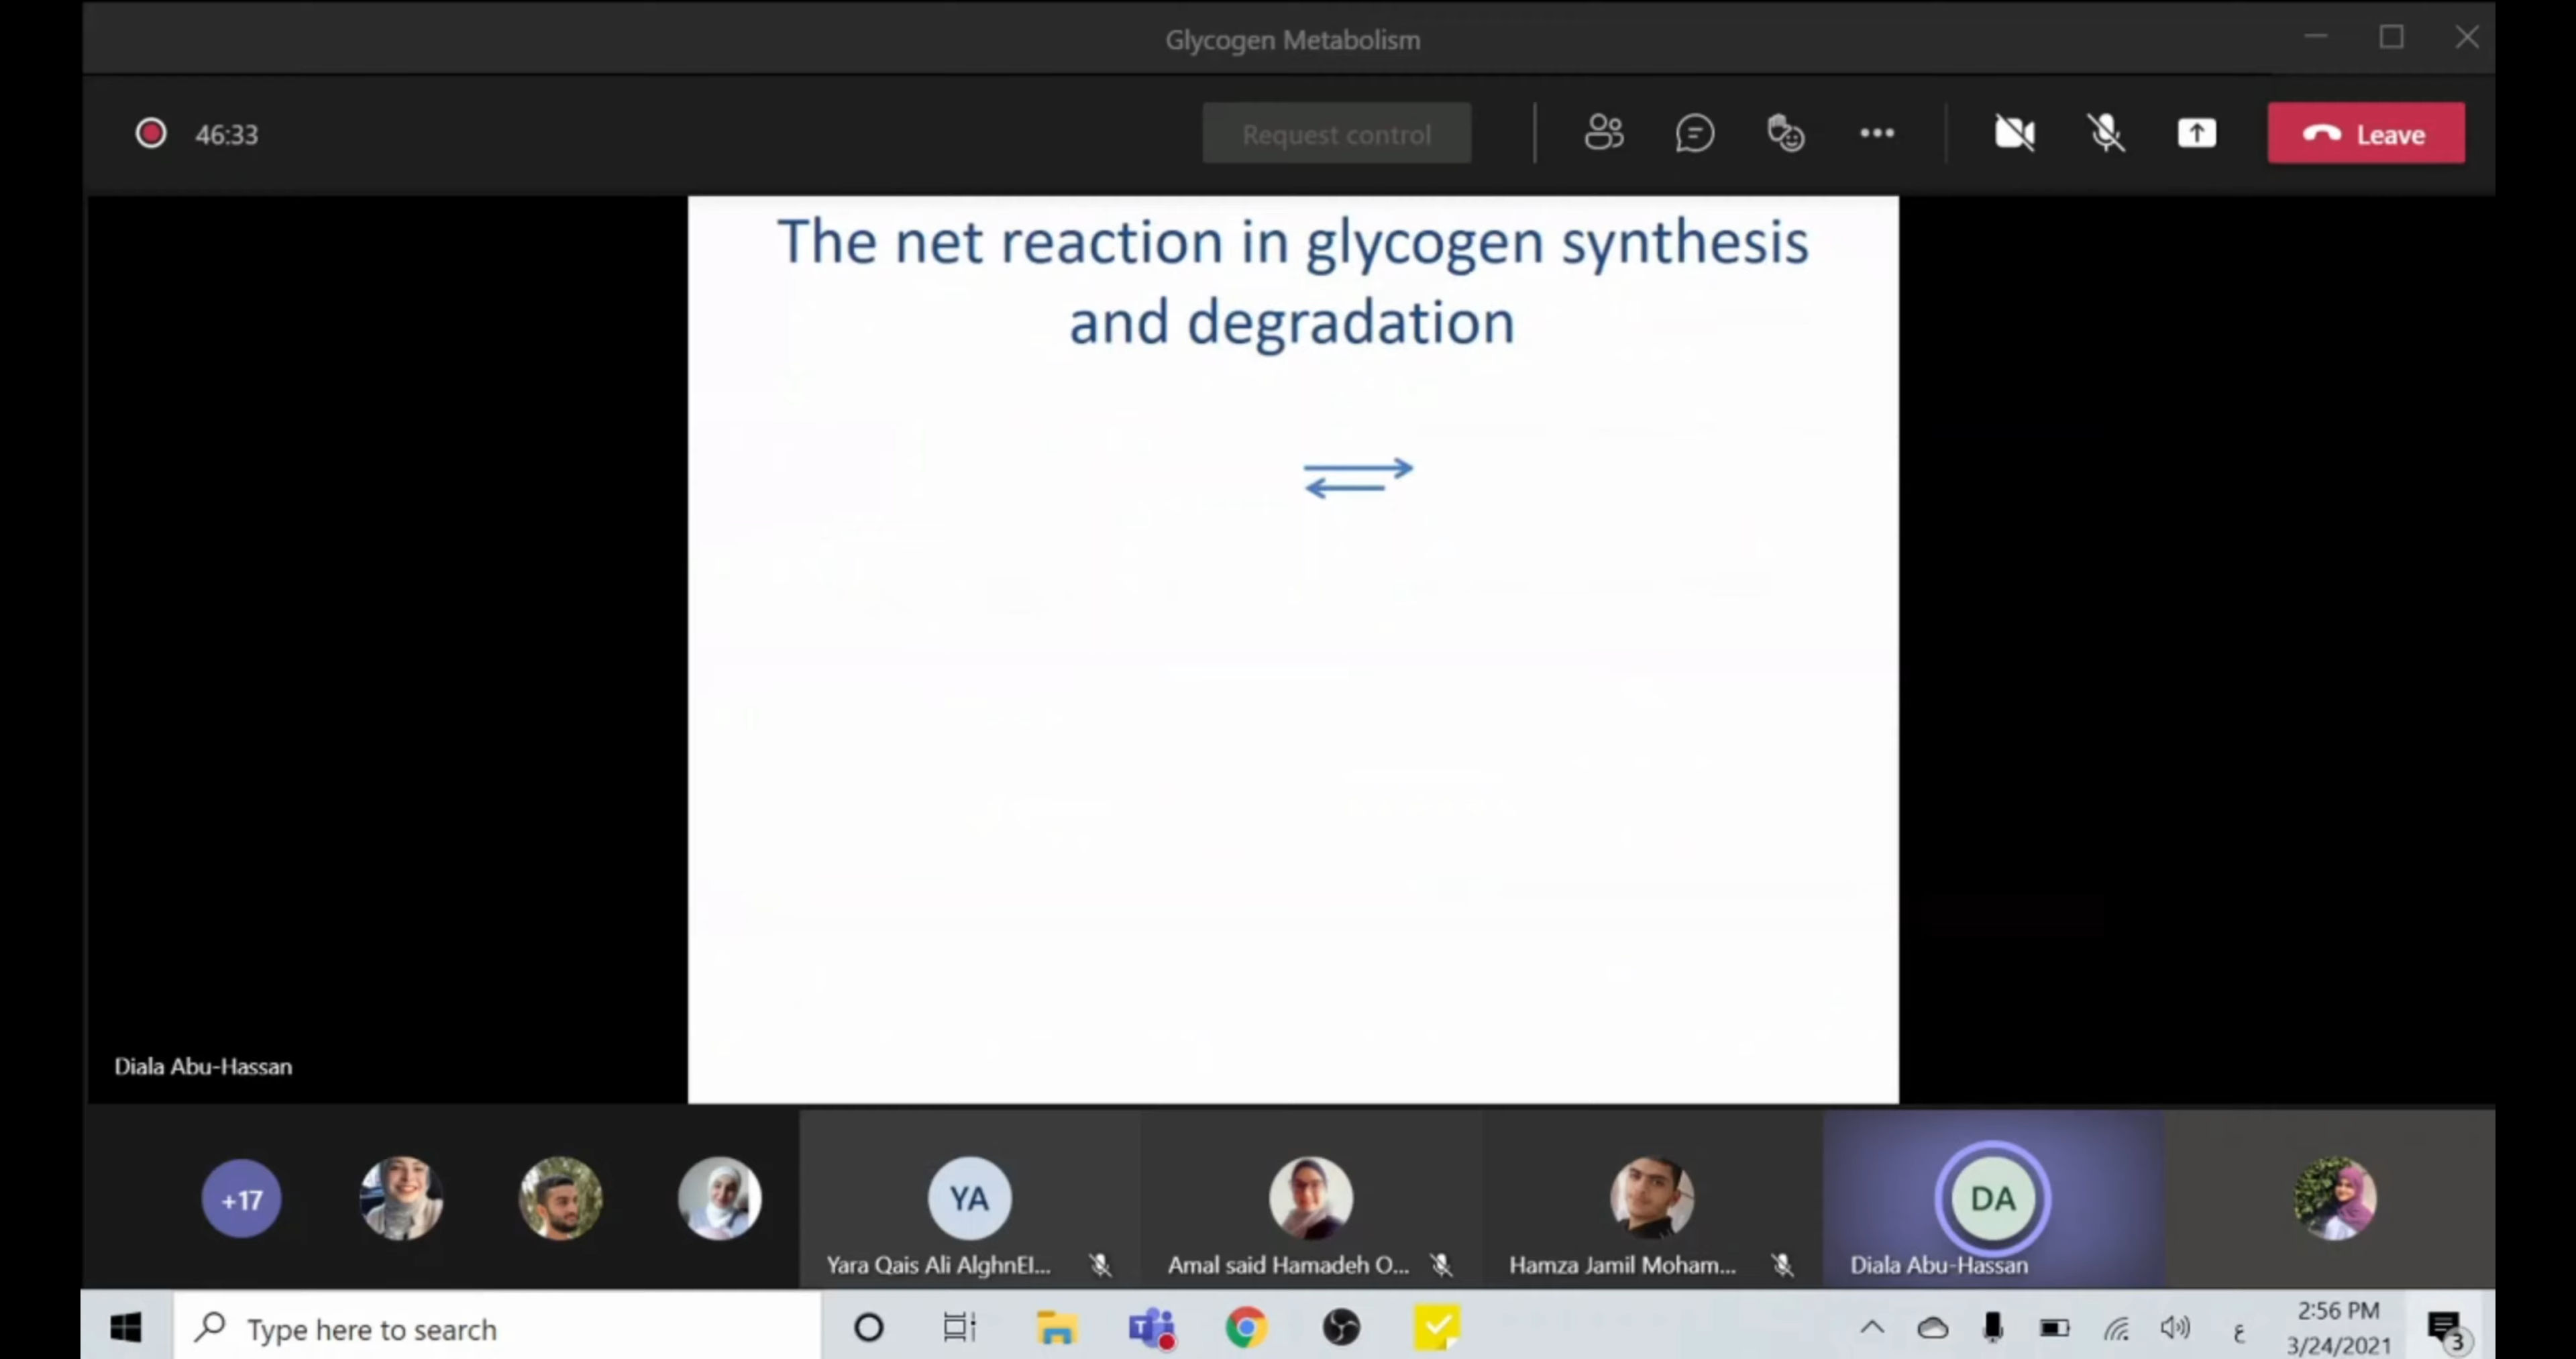 Glycogen Metabolism
46:33
Request control
Leave
The net reaction in glycogen synthesis
and degradation
Diala Abu-Hassan
+17
YA
DA
Yara Qais Ali AlghnEI...
Amal said Hamadeh O...
Hamza Jamil Moham...
Diala Abu-Hassan
Type here to search
ع
2:56 PM
3/24/2021
3